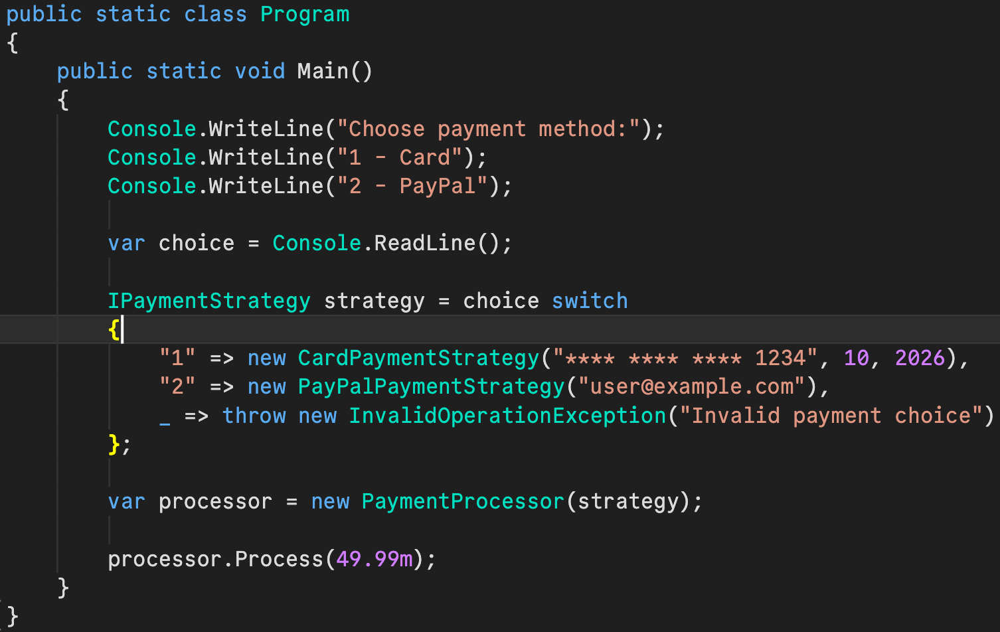 public static class Program
{
    public static void Main()
    {
        Console.WriteLine("Choose payment method:");
        Console.WriteLine("1 - Card");
        Console.WriteLine("2 - PayPal");

        var choice = Console.ReadLine();

        IPaymentStrategy strategy = choice switch
        {
            "1" => new CardPaymentStrategy("**** **** **** 1234", 10, 2026),
            "2" => new PayPalPaymentStrategy("user@example.com"),
            _ => throw new InvalidOperationException("Invalid payment choice")
        };

        var processor = new PaymentProcessor(strategy);

        processor.Process(49.99m);
    }
}